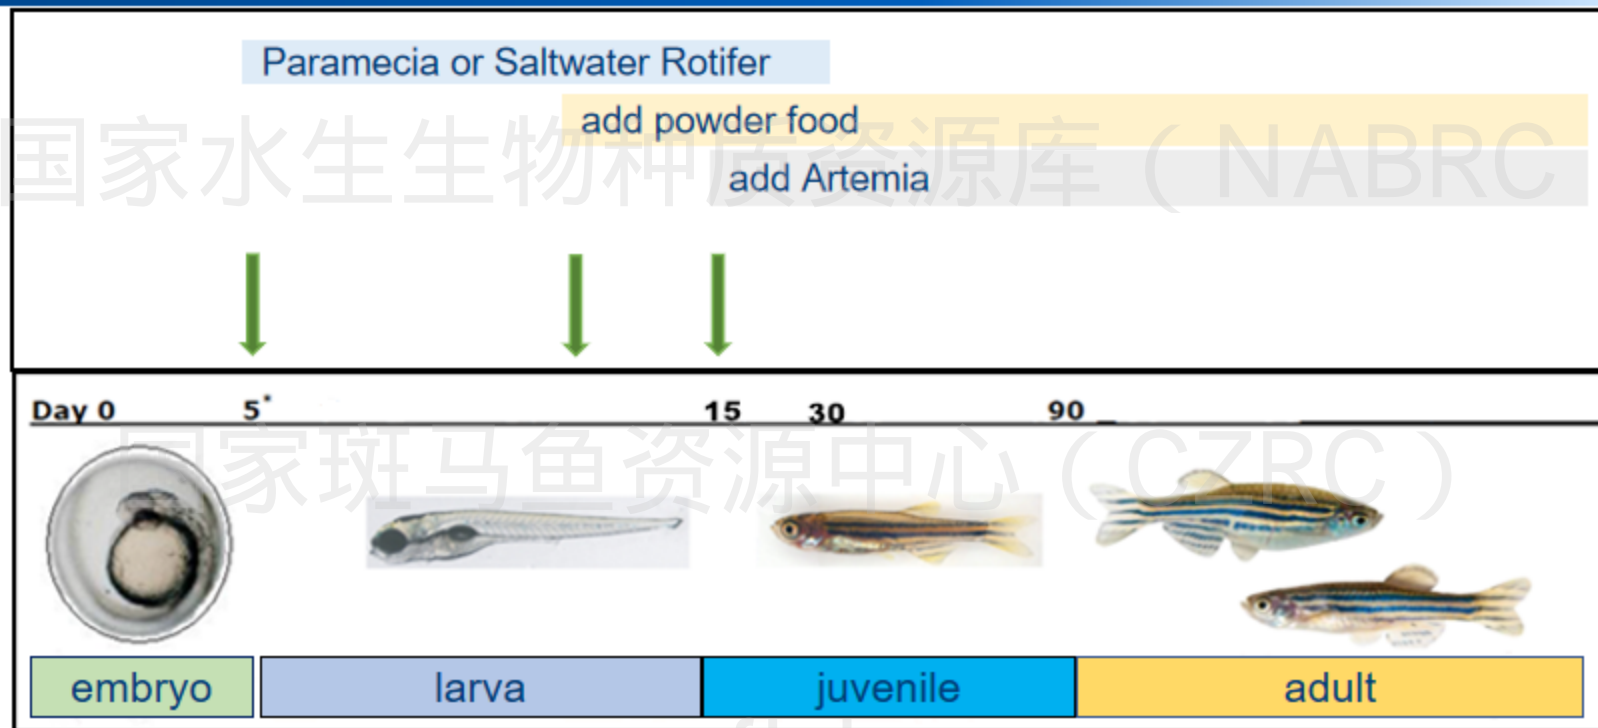 Paramecia or Saltwater Rotifer
add powder food
国家水生生物种质资源库（NABRC
add Artemia
Day 0 5* 15 30 90
国家斑马鱼资源中心（CZRC）
embryo larva juvenile adult